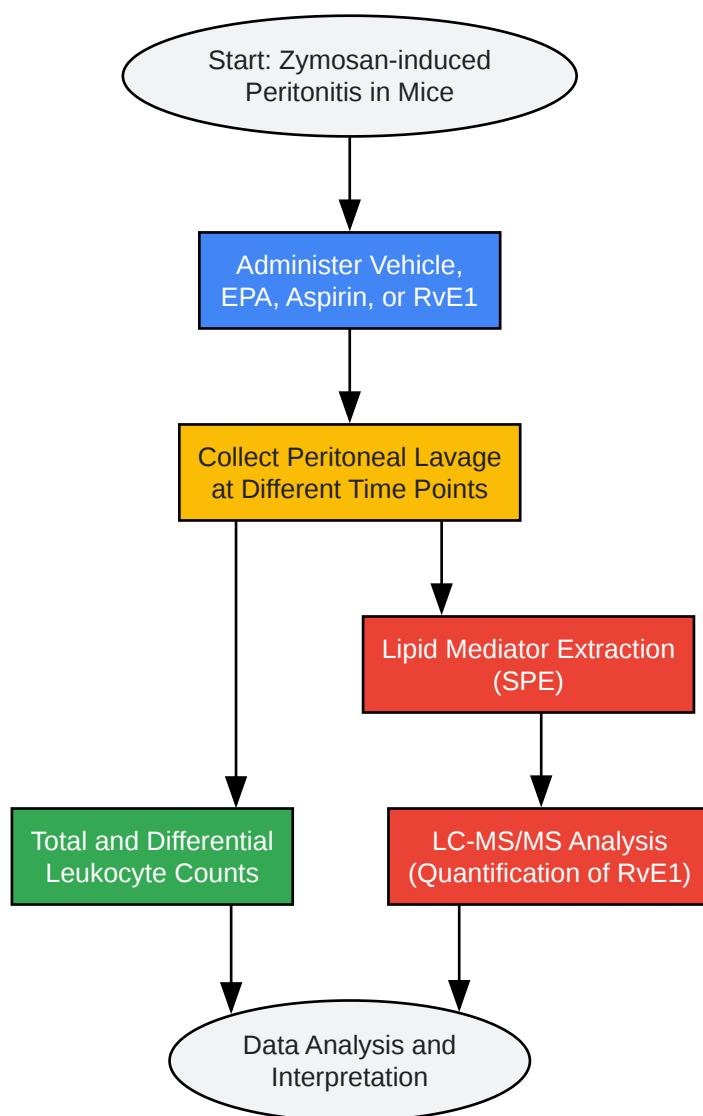 Start: Zymosan-induced
Peritonitis in Mice
Administer Vehicle,
EPA, Aspirin, or RvE1
Collect Peritoneal Lavage
at Different Time Points
Lipid Mediator Extraction
(SPE)
Total and Differential
Leukocyte Counts
LC-MS/MS Analysis
(Quantification of RvE1)
Data Analysis and
Interpretation